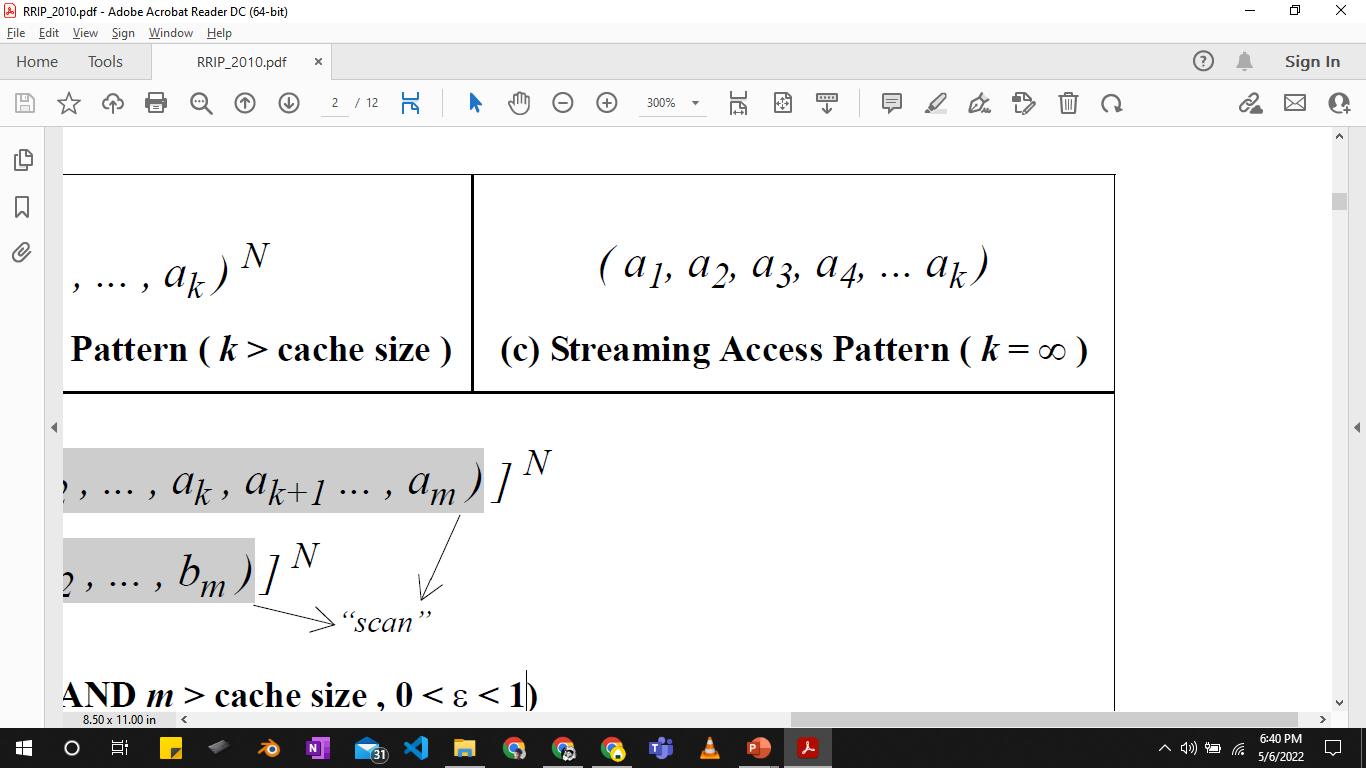 RRIP_2010.pdf - Adobe Acrobat Reader DC (64-bit)
File Edit View Sign Window Help
Home Tools RRIP_2010.pdf × Sign In
2 / 12 300%
, ... , a_k ) ^N
( a_1, a_2, a_3, a_4, ... a_k )
Pattern ( k > cache size )
(c) Streaming Access Pattern ( k = ∞ )
2 , ... , a_k , a_k+1 ... , a_m ) ] ^N
2 , ... , b_m ) ] ^N
“scan”
AND m > cache size , 0 < ε < 1)
8.50 x 11.00 in
31
6:40 PM
5/6/2022